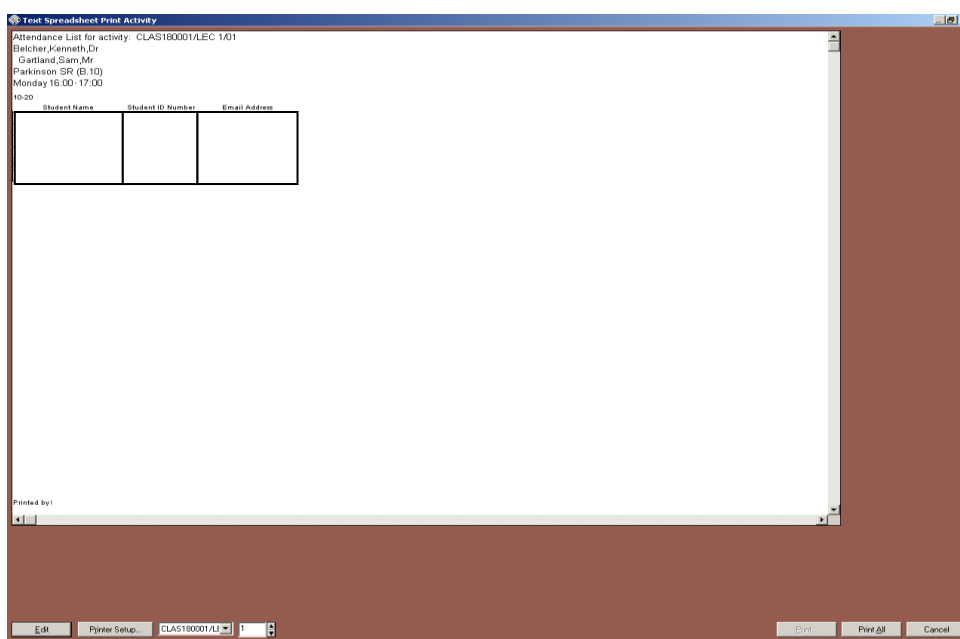 Text Spreadsheet Print Activity
Attendance List for activity: CLAS180001/LEC 1/01
Belcher,Kenneth,Dr
Gartland,Sam,Mr
Parkinson SR (B.10)
Monday 16:00-17:00
10-20
Student Name Student ID Number Email Address
Printed by
Edit Printer Setup... CLAS180001/LE 1 Print... Print All Cancel